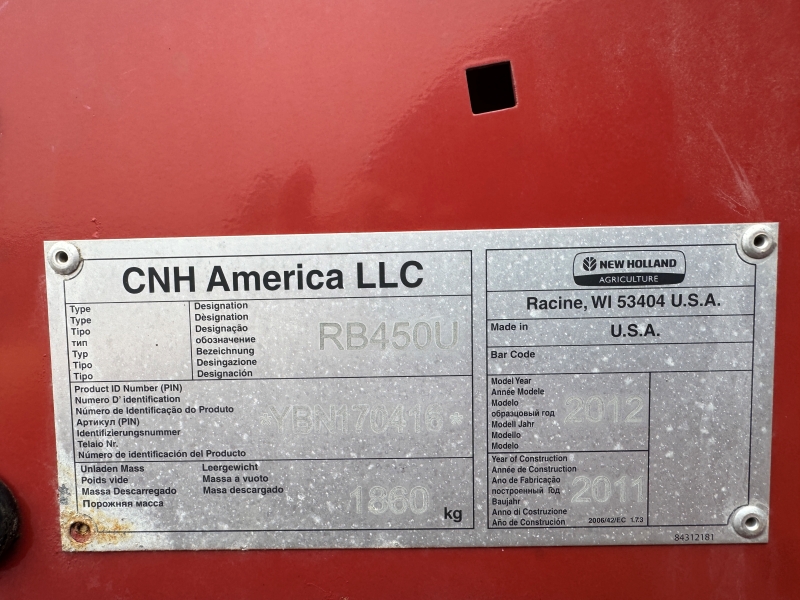 CNH America LLC
Type
Type
Tipo
тип
Typ
Tipo
Tipo
Designation
Dèsignation
Designação
обозначение
Bezeichnung
Desingazione
Designación
RB450U
Product ID Number (PIN)
Numero D' identification
Número de Identificação do Produto
Артикул (PIN)
Identifizierungsnummer
Telaio Nr.
Número de identificación del Producto
Unladen Mass
Poids vide
Massa Descarregado
Порожняя масса
Leergewicht
Massa a vuoto
Masa descargado
1860 kg
NEW HOLLAND
AGRICULTURE
Racine, WI 53404 U.S.A.
Made in
U.S.A.
Bar Code
Model Year
Année Modele
Modelo
образцовый год
Modell Jahr
Modello
Modelo
2012
Year of Construction
Année de Construction
Ano de Fabricação
построенный Год
Baujahr
Anno di Costruzione
Año de Construción
2011
2006/42/EC 1.7.3
84312181